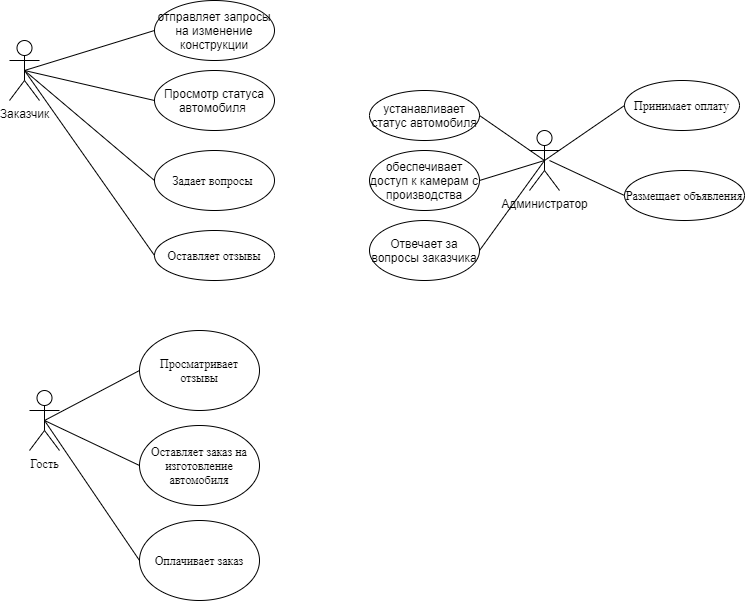 отправляет запросы
на изменение
конструкции
Заказчик
Просмотр статуса
автомобиля
Задает вопросы
Оставляет отзывы
устанавливает
статус автомобиля
обеспечивает
доступ к камерам с
производства
Отвечает за
вопросы заказчика
Администратор
Принимает оплату
Размещает объявления
Просматривает
отзывы
Гость
Оставляет заказ на
изготовление
автомобиля
Оплачивает заказ